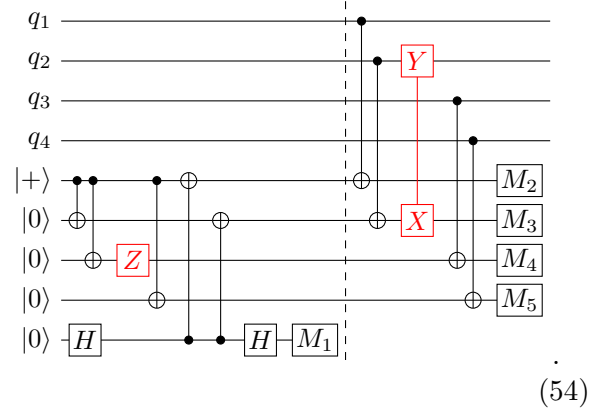 q₁
q₂ Y
q₃
q₄
|+⟩ M₂
|0⟩ X M₃
|0⟩ Z M₄
|0⟩ M₅
|0⟩ H H M₁
.
(54)